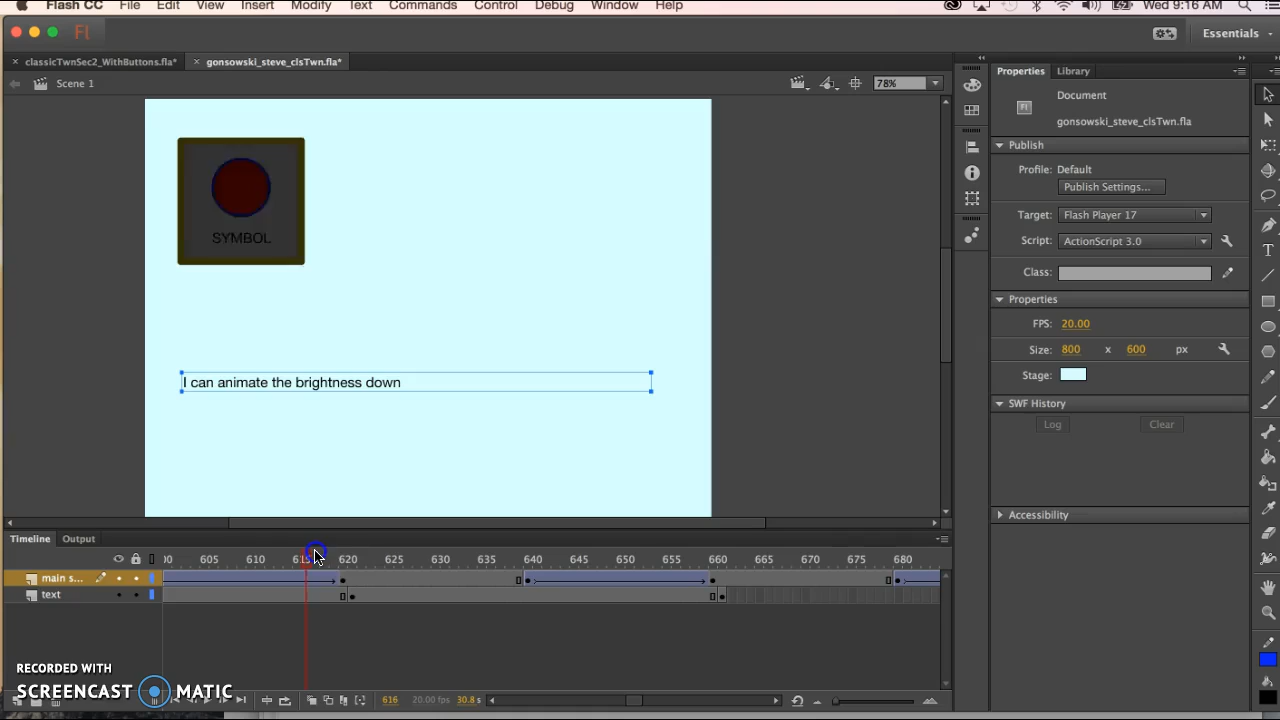 Flash CC File Edit View Insert Modify Text Commands Control Debug Window Help Wed 9:16 AM
Fl Essentials
× classicTwnSec2_WithButtons.fla* × gonsowski_steve_clsTwn.fla*
Scene 1 78%
Properties Library
Document
Fl
gonsowski_steve_clsTwn.fla
Publish
Profile: Default
Publish Settings...
Target: Flash Player 17
Script: ActionScript 3.0
Class:
Properties
FPS: 20.00
Size: 800 x 600 px
Stage:
SWF History
Log Clear
Accessibility
SYMBOL
I can animate the brightness down
Timeline Output
605 610 615 620 625 630 635 640 645 650 655 660 665 670 675 680
main s...
text
RECORDED WITH
SCREENCAST MATIC
616 20.00 fps 30.8 s